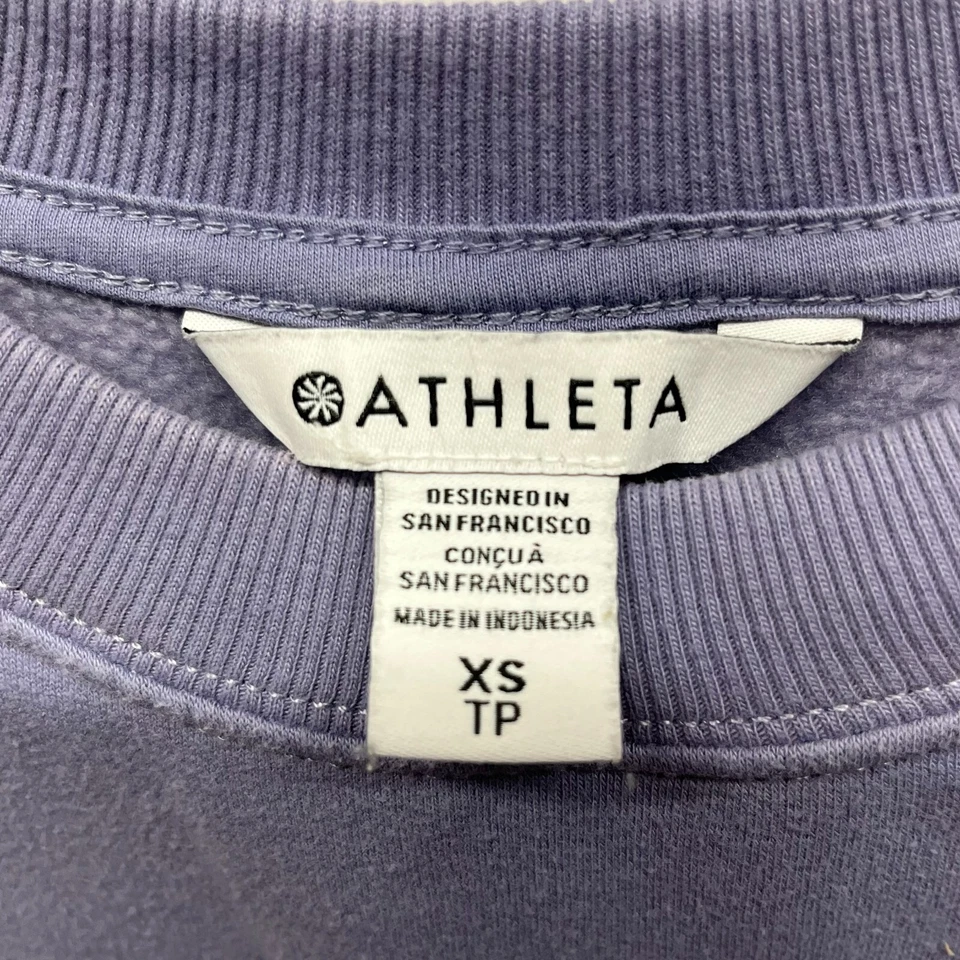 ATHLETA
DESIGNED IN
SAN FRANCISCO
CONÇU À
SAN FRANCISCO
MADE IN INDONESIA
XS
TP